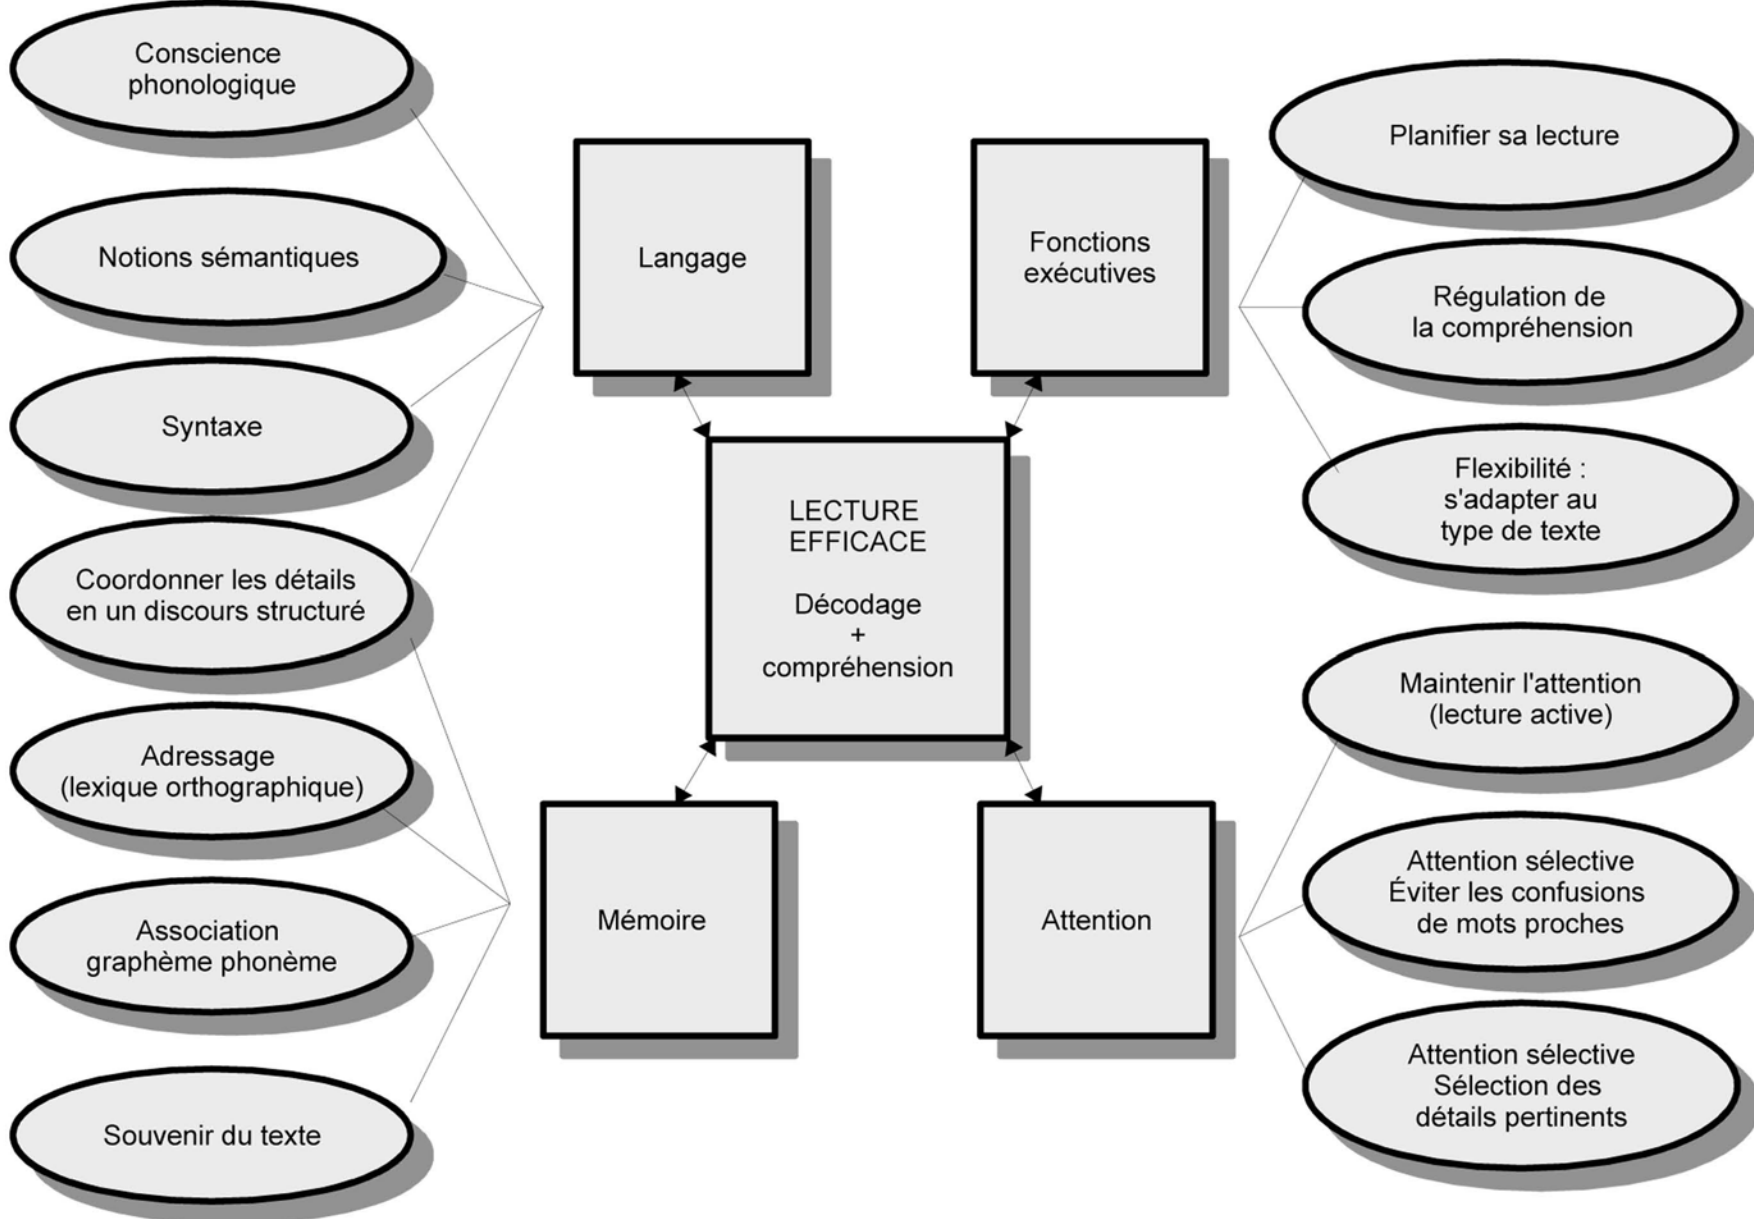 Conscience
phonologique
Notions sémantiques
Syntaxe
Coordonner les détails
en un discours structuré
Adressage
(lexique orthographique)
Association
graphème phonème
Souvenir du texte
Langage
Fonctions
exécutives
LECTURE
EFFICACE
Décodage
+
compréhension
Mémoire
Attention
Planifier sa lecture
Régulation de
la compréhension
Flexibilité :
s'adapter au
type de texte
Maintenir l'attention
(lecture active)
Attention sélective
Éviter les confusions
de mots proches
Attention sélective
Sélection des
détails pertinents